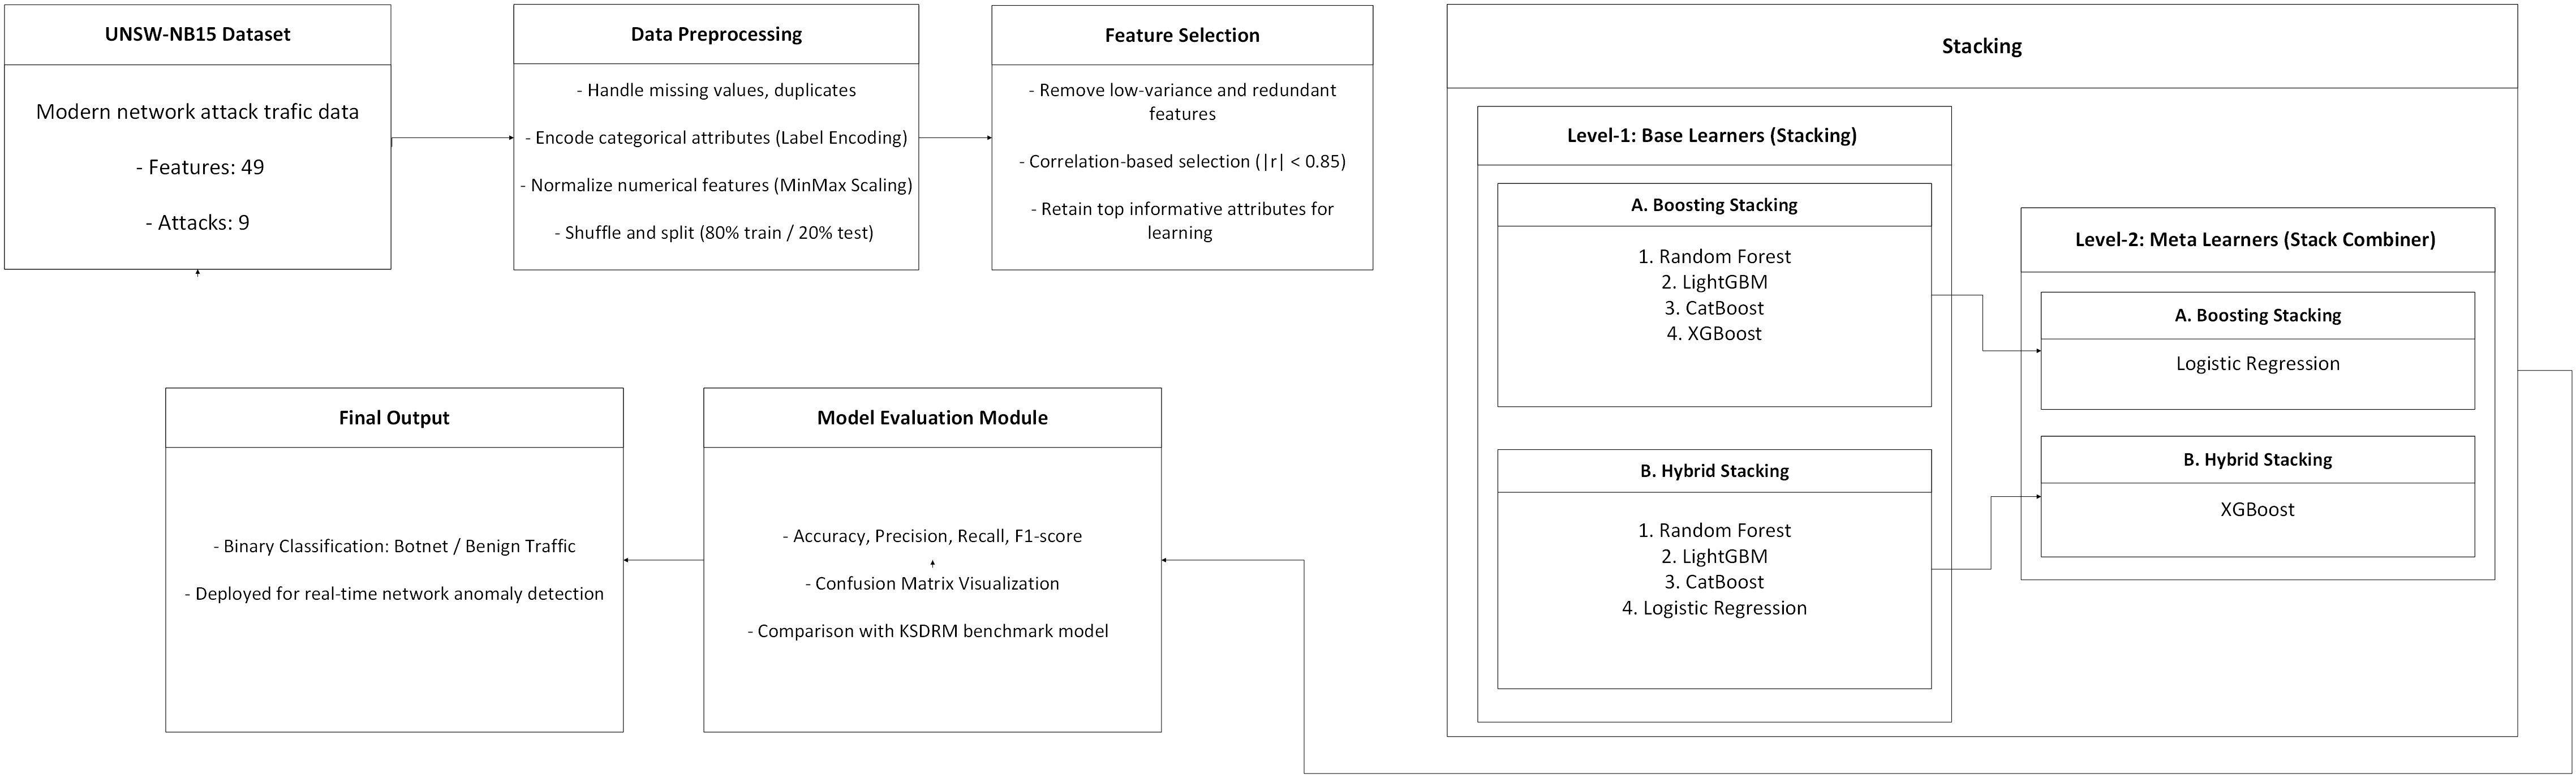 UNSW-NB15 Dataset
Modern network attack trafic data
- Features: 49
- Attacks: 9
Data Preprocessing
- Handle missing values, duplicates
- Encode categorical attributes (Label Encoding)
- Normalize numerical features (MinMax Scaling)
- Shuffle and split (80% train / 20% test)
Feature Selection
- Remove low-variance and redundant
features
- Correlation-based selection (|r| < 0.85)
- Retain top informative attributes for
learning
Stacking
Level-1: Base Learners (Stacking)
A. Boosting Stacking
1. Random Forest
2. LightGBM
3. CatBoost
4. XGBoost
B. Hybrid Stacking
1. Random Forest
2. LightGBM
3. CatBoost
4. Logistic Regression
Level-2: Meta Learners (Stack Combiner)
A. Boosting Stacking
Logistic Regression
B. Hybrid Stacking
XGBoost
Model Evaluation Module
- Accuracy, Precision, Recall, F1-score
- Confusion Matrix Visualization
- Comparison with KSDRM benchmark model
Final Output
- Binary Classification: Botnet / Benign Traffic
- Deployed for real-time network anomaly detection